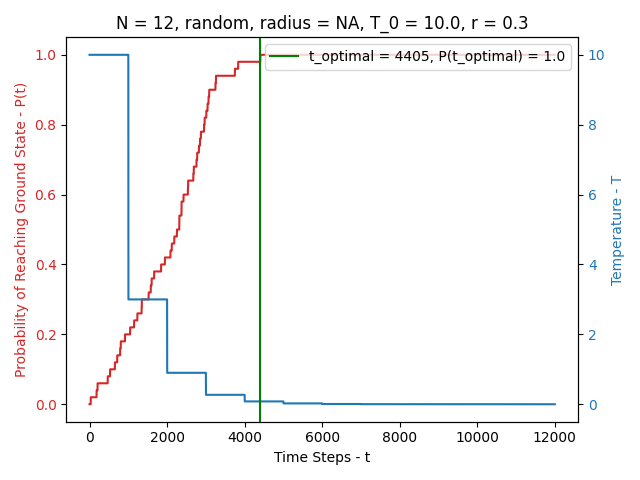 N = 12, random, radius = NA, T_0 = 10.0, r = 0.3
t_optimal = 4405, P(t_optimal) = 1.0
Probability of Reaching Ground State - P(t)
1.0
0.8
0.6
0.4
0.2
0.0
10
8
6
4
2
0
Temperature - T
0 2000 4000 6000 8000 10000 12000
Time Steps - t